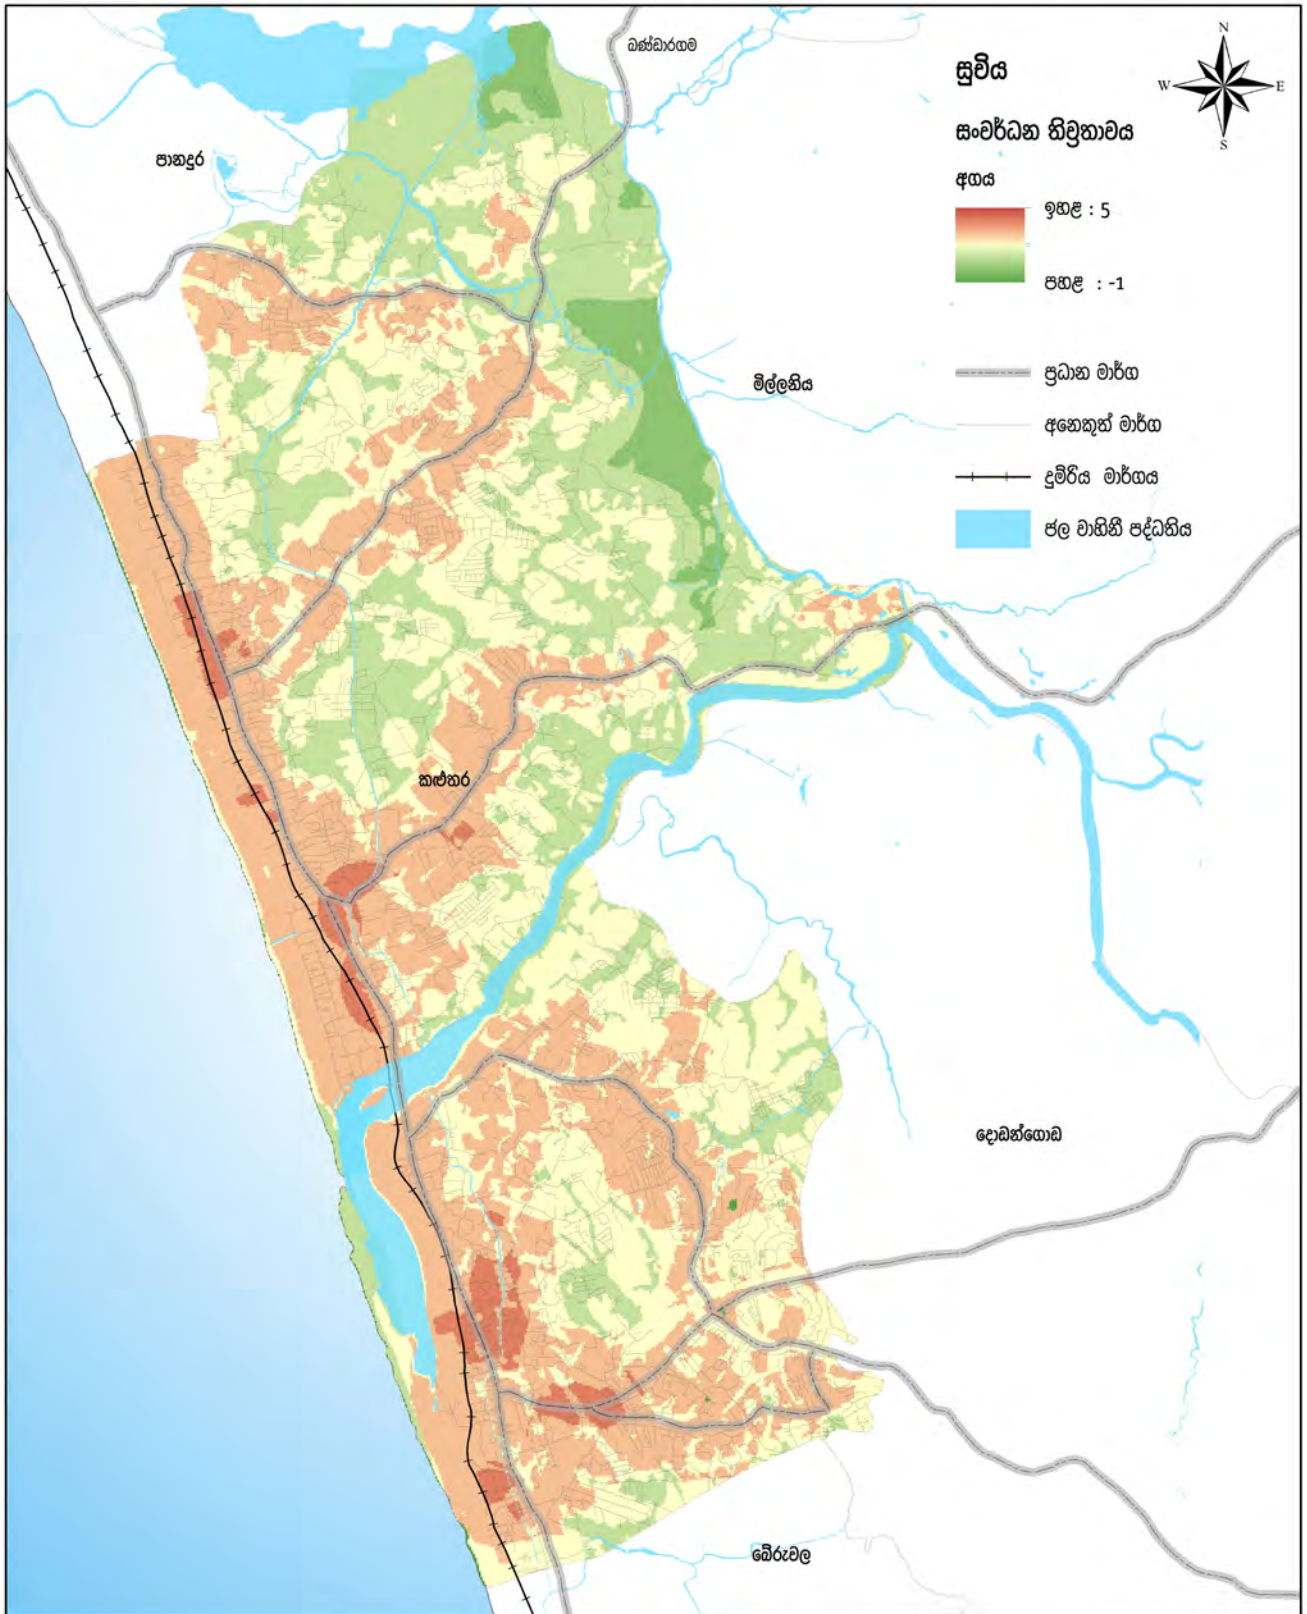 බණ්ඩාරගම
N
W E
S
සූචිය
සංවර්ධන තිව්‍රතාවය
අගය
ඉහළ : 5
පහළ : -1
ප්‍රධාන මාර්ග
අනෙකුත් මාර්ග
දුම්රිය මාර්ගය
ජල වාහිනී පද්ධතිය
පානදුර
මිල්ලනිය
කළුතර
දොඩන්ගොඩ
බේරුවල